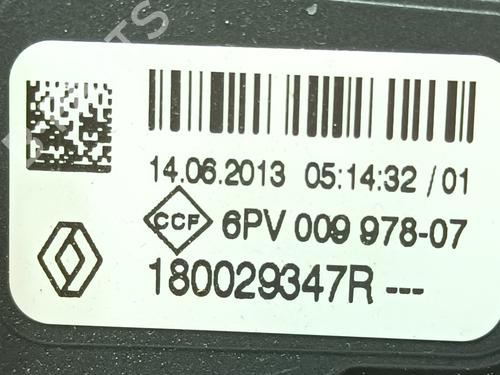 14.06.2013 05:14:32 /01
CCF 6PV 009 978-07
180029347R ---